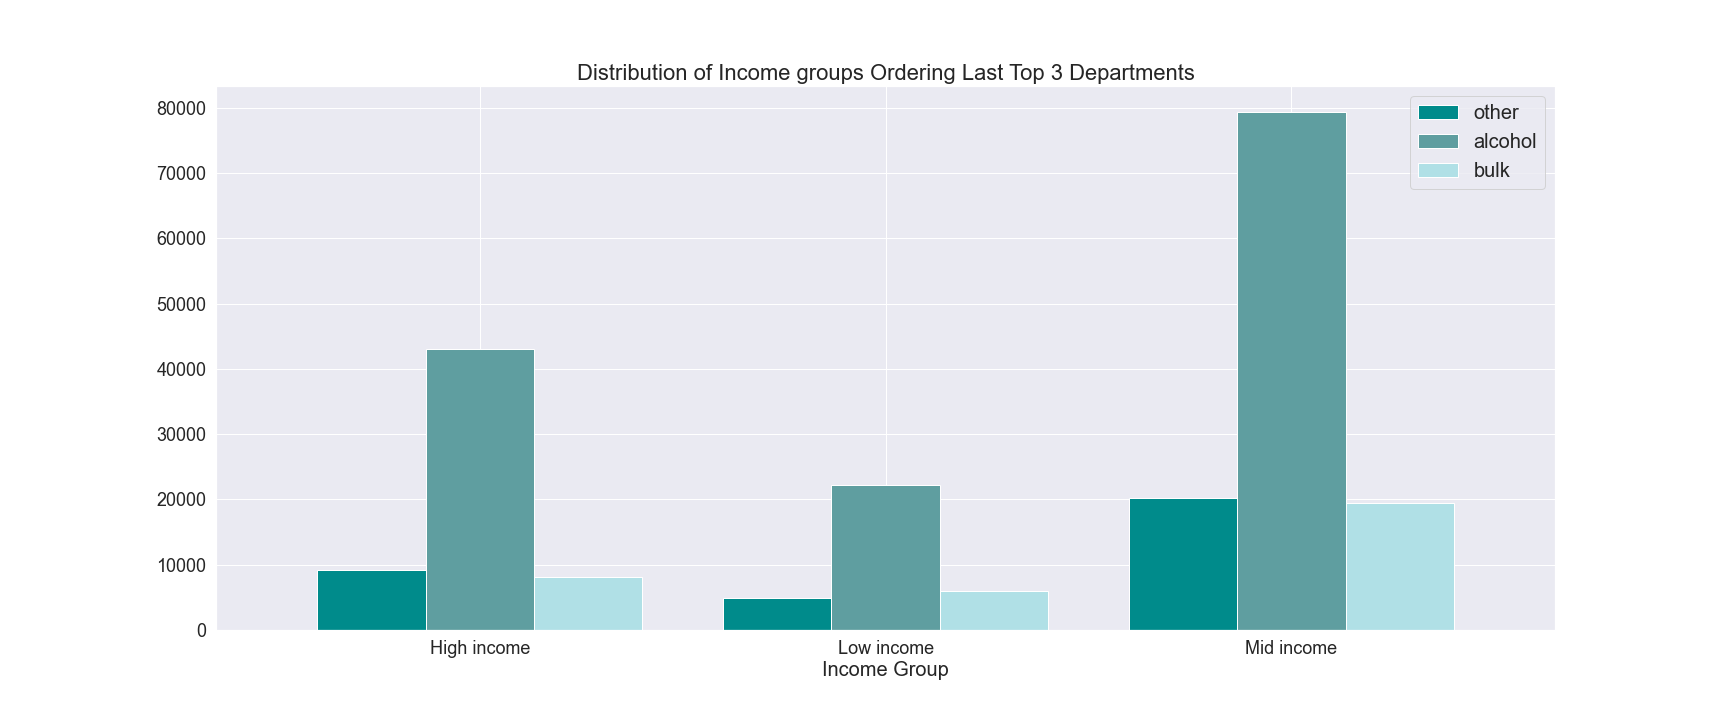 Distribution of Income groups Ordering Last Top 3 Departments
80000
70000
60000
50000
40000
30000
20000
10000
0
other
alcohol
bulk
High income
Low income
Mid income
Income Group